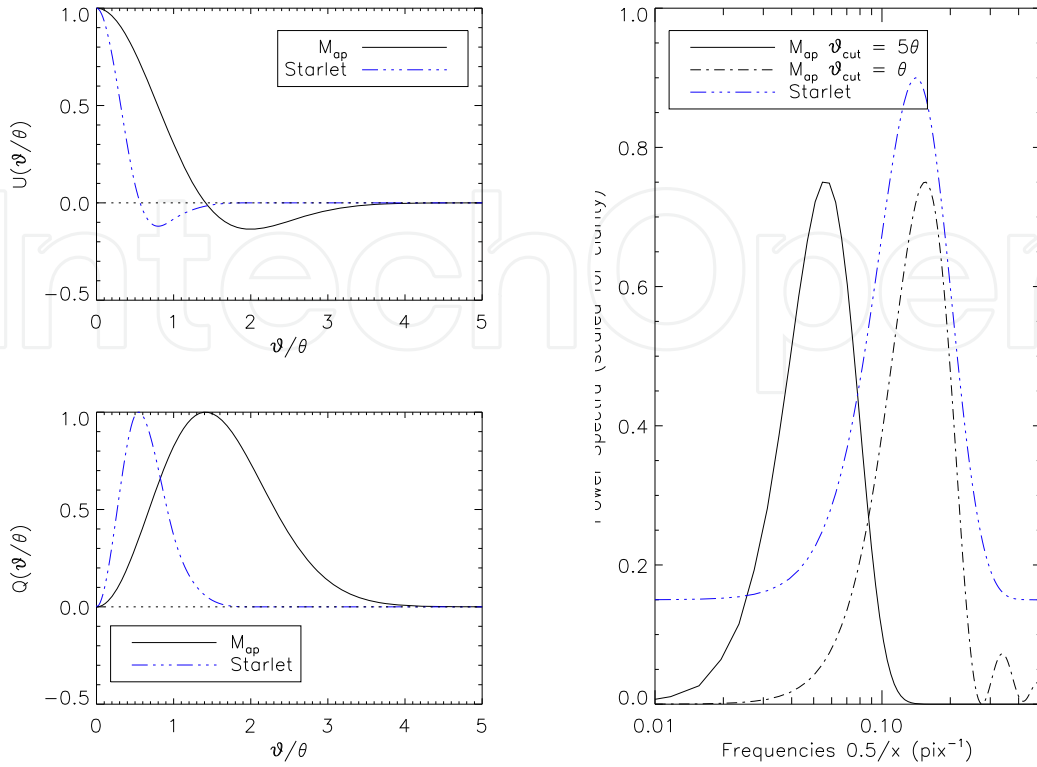 M_ap
Starlet
U(ϑ/θ)
1.0
0.5
0.0
−0.5
0 1 2 3 4 5
ϑ/θ
M_ap
Starlet
Q(ϑ/θ)
1.0
0.5
0.0
−0.5
0 1 2 3 4 5
ϑ/θ
M_ap ϑ_cut = 5θ
M_ap ϑ_cut = θ
Starlet
Power Spectra (scaled for clarity)
1.0
0.8
0.6
0.4
0.2
0.0
0.01 0.10
Frequencies 0.5/x (pix⁻¹)
IntechOpen